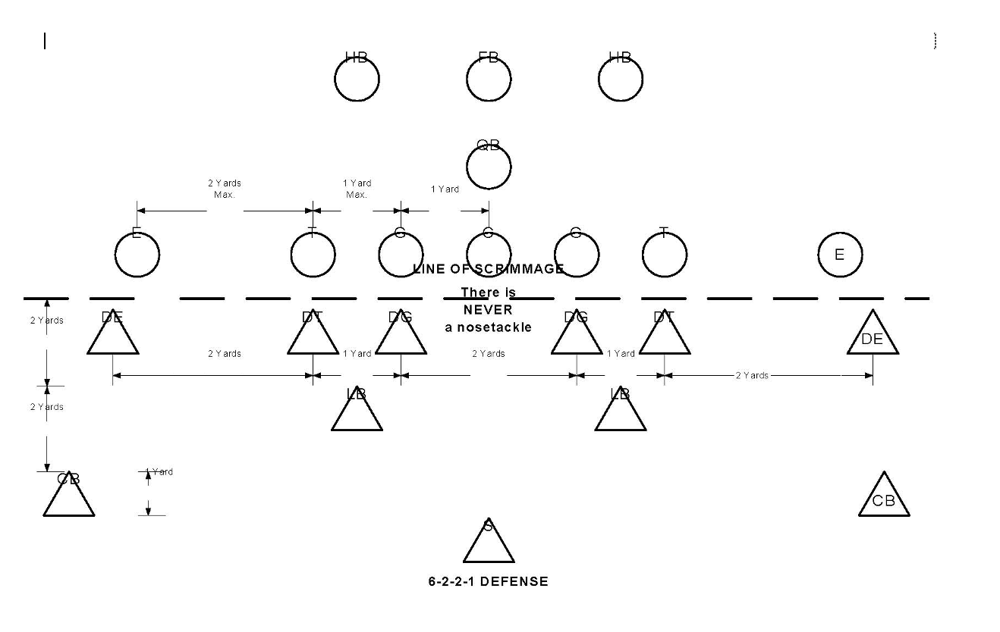 HB FB HB
QB
2 Yards
Max.
1 Yard
Max.
1 Yard
E T G C G T E
LINE OF SCRIMMAGE
There is
NEVER
a nosetackle
DE DT DG DG DT DE
2 Yards
2 Yards 1 Yard 2 Yards 1 Yard 2 Yards
LB LB
2 Yards
1 Yard
CB CB
S
6-2-2-1 DEFENSE